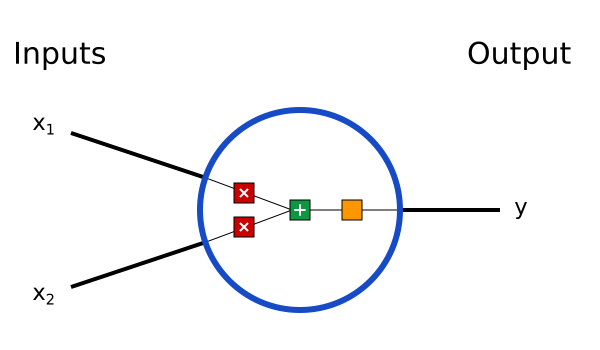 Inputs
Output
x₁
×
+
×
y
x₂